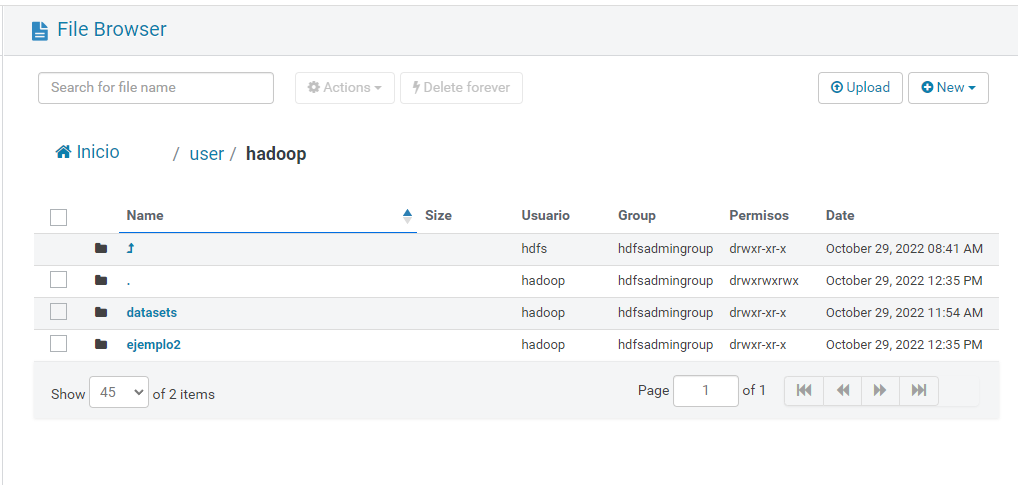 File Browser
Search for file name Actions Delete forever Upload New
Inicio / user / hadoop
Name Size Usuario Group Permisos Date
hdfs hdfsadmingroup drwxr-xr-x October 29, 2022 08:41 AM
. hadoop hdfsadmingroup drwxrwxrwx October 29, 2022 12:35 PM
datasets hadoop hdfsadmingroup drwxr-xr-x October 29, 2022 11:54 AM
ejemplo2 hadoop hdfsadmingroup drwxr-xr-x October 29, 2022 12:35 PM
Show 45 of 2 items Page 1 of 1